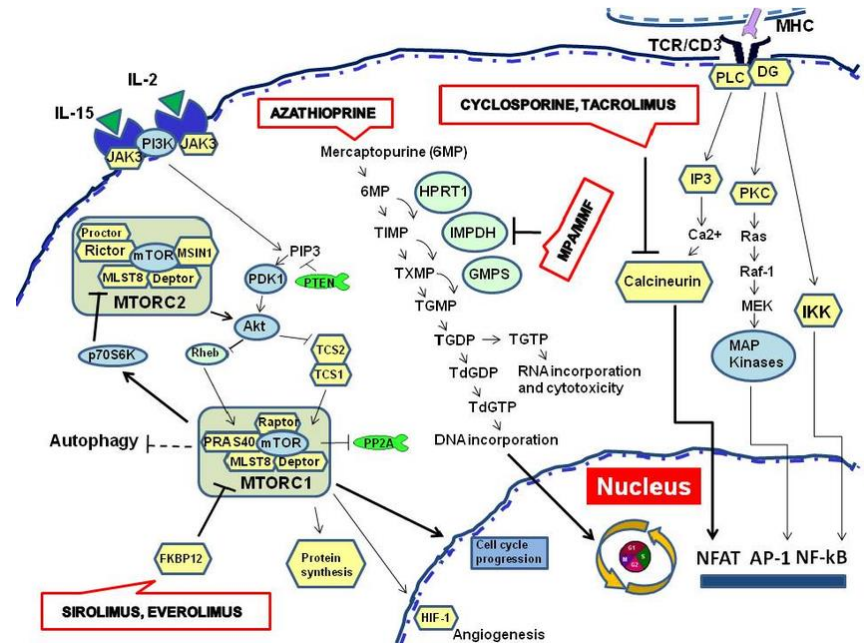 MHC
TCR/CD3
PLC
DG
IL-2
IL-15
JAK3
PI3K
JAK3
AZATHIOPRINE
CYCLOSPORINE, TACROLIMUS
Mercaptopurine (6MP)
6MP
HPRT1
TIMP
IMPDH
MPA/MMF
TXMP
GMPS
TGMP
TGDP
TGTP
TdGDP
RNA incorporation
and cytotoxicity
TdGTP
DNA incorporation
IP3
PKC
Ca2+
Ras
Calcineurin
Raf-1
MEK
IKK
MAP
Kinases
Proctor
Rictor
mTOR
MSIN1
MLST8
Deptor
MTORC2
PIP3
PDK1
PTEN
Akt
p70S6K
Rheb
TCS2
TCS1
Raptor
PRAS40
mTOR
PP2A
MLST8
Deptor
MTORC1
Autophagy
FKBP12
Protein
synthesis
SIROLIMUS, EVEROLIMUS
Cell cycle
progression
HIF-1
Angiogenesis
Nucleus
G1
S
G2
M
NFAT
AP-1
NF-kB